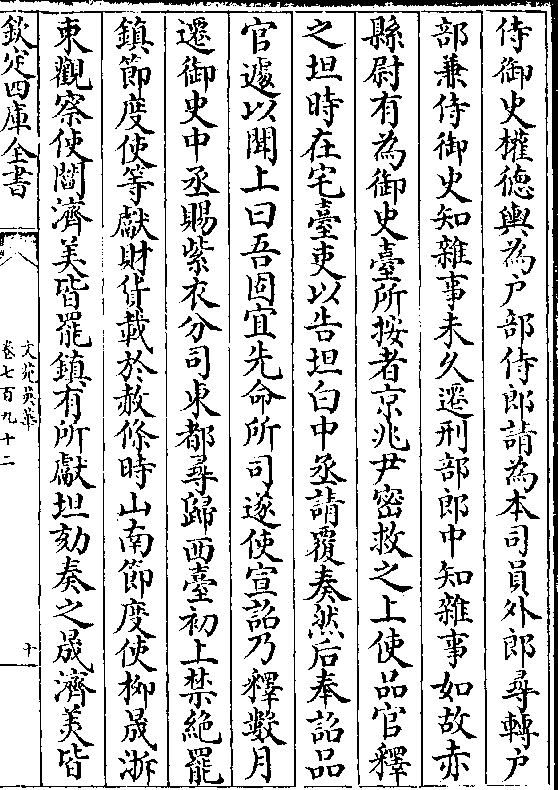 侍御史權德輿為户部侍郎請為本司員外郎尋轉户
部兼侍御史知雜事未久遷刑部郎中知雜事如故赤
縣尉有為御史臺所按者京兆尹密救之上使品官釋
之坦時在宅臺吏以告坦白中丞請覆奏然后奉詔品
官遽以聞上曰吾固宜先命所司遂使宣詔乃釋數月
遷御史中丞賜紫衣分司東都尋歸西臺初上禁絶罷
鎮節度使等獻財貨載於赦條時山南節度使柳晟浙
東觀察使閻濟美皆罷鎮有所獻坦劾奏之晟濟美皆
欽定四庫全書
文苑英華
卷七百九十二
十